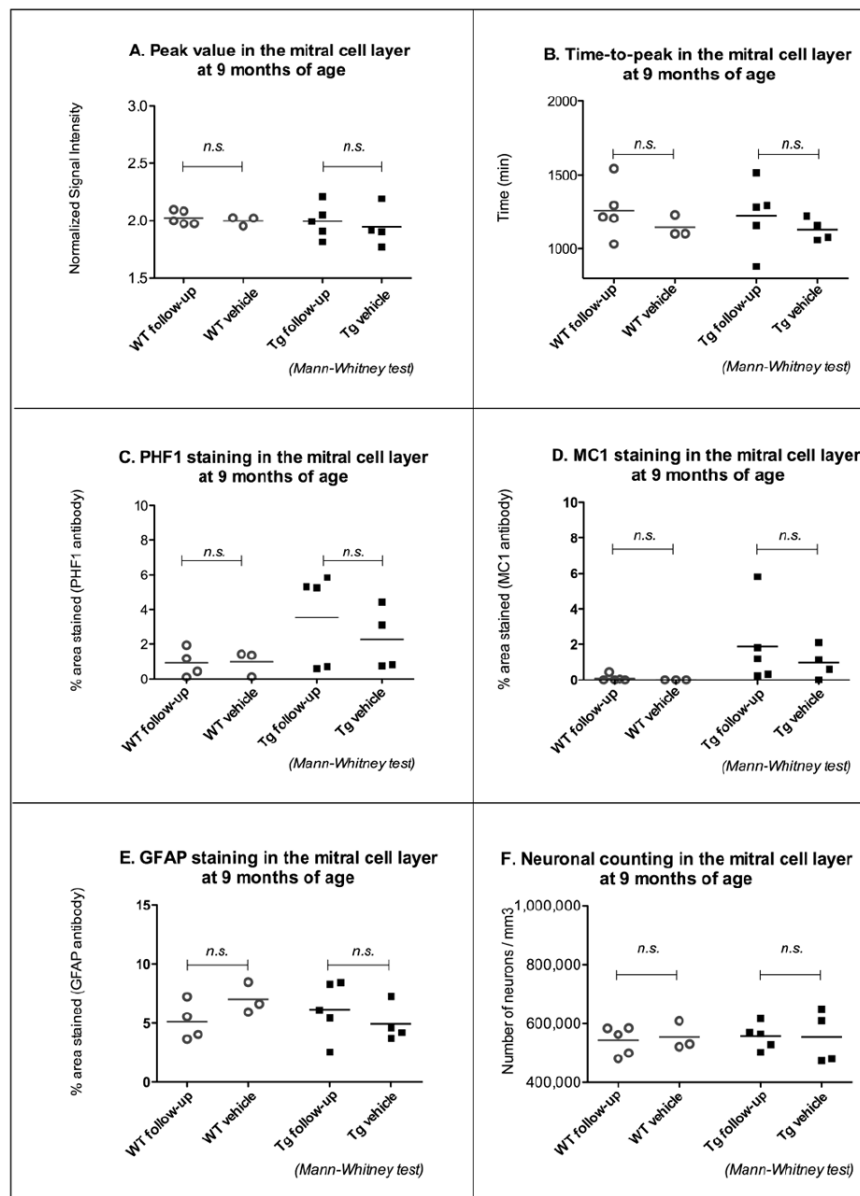 A. Peak value in the mitral cell layer
at 9 months of age
Normalized Signal Intensity
3.0
2.5
2.0
1.5
n.s.
n.s.
WT follow-up
WT vehicle
Tg follow-up
Tg vehicle
(Mann-Whitney test)
B. Time-to-peak in the mitral cell layer
at 9 months of age
Time (min)
2000
1500
1000
n.s.
n.s.
WT follow-up
WT vehicle
Tg follow-up
Tg vehicle
(Mann-Whitney test)
C. PHF1 staining in the mitral cell layer
at 9 months of age
% area stained (PHF1 antibody)
10
8
6
4
2
0
n.s.
n.s.
WT follow-up
WT vehicle
Tg follow-up
Tg vehicle
(Mann-Whitney test)
D. MC1 staining in the mitral cell layer
at 9 months of age
% area stained (MC1 antibody)
10
8
6
4
2
0
n.s.
n.s.
WT follow-up
WT vehicle
Tg follow-up
Tg vehicle
(Mann-Whitney test)
E. GFAP staining in the mitral cell layer
at 9 months of age
% area stained (GFAP antibody)
15
10
5
0
n.s.
n.s.
WT follow-up
WT vehicle
Tg follow-up
Tg vehicle
(Mann-Whitney test)
F. Neuronal counting in the mitral cell layer
at 9 months of age
Number of neurons / mm3
1,000,000
800,000
600,000
400,000
n.s.
n.s.
WT follow-up
WT vehicle
Tg follow-up
Tg vehicle
(Mann-Whitney test)